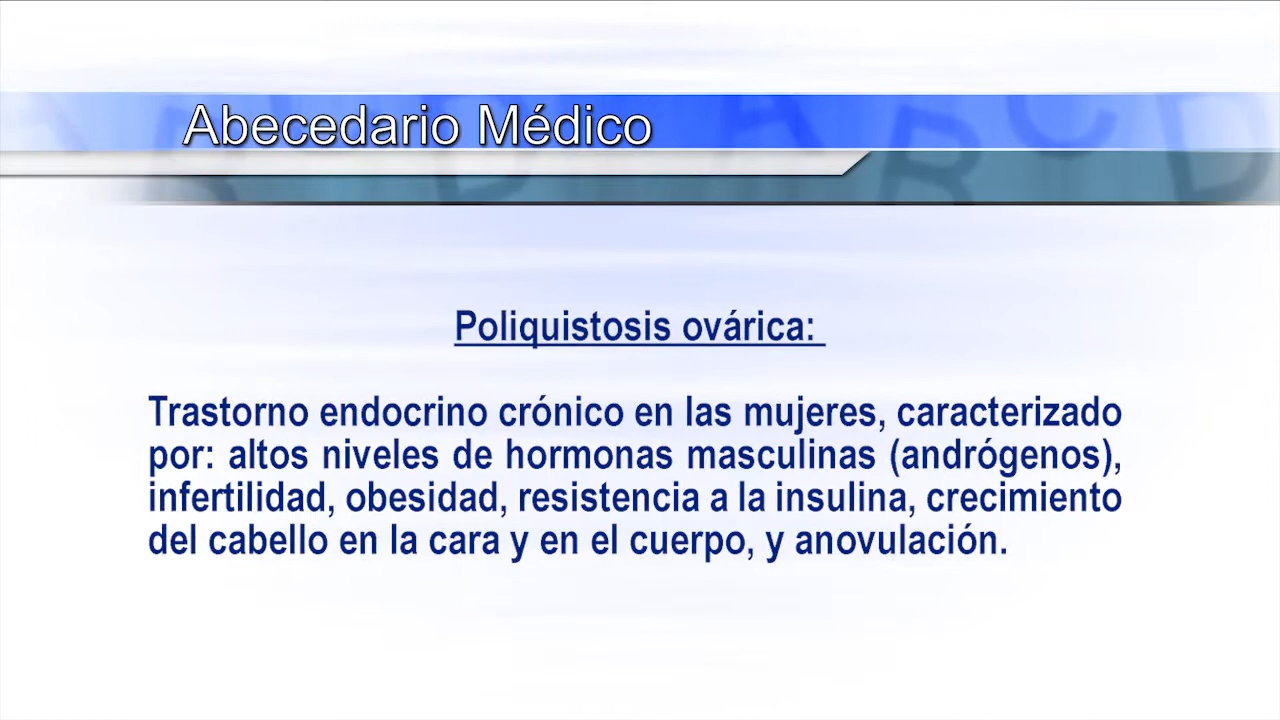 Abecedario Médico
Poliquistosis ovárica:
Trastorno endocrino crónico en las mujeres, caracterizado
por: altos niveles de hormonas masculinas (andrógenos),
infertilidad, obesidad, resistencia a la insulina, crecimiento
del cabello en la cara y en el cuerpo, y anovulación.